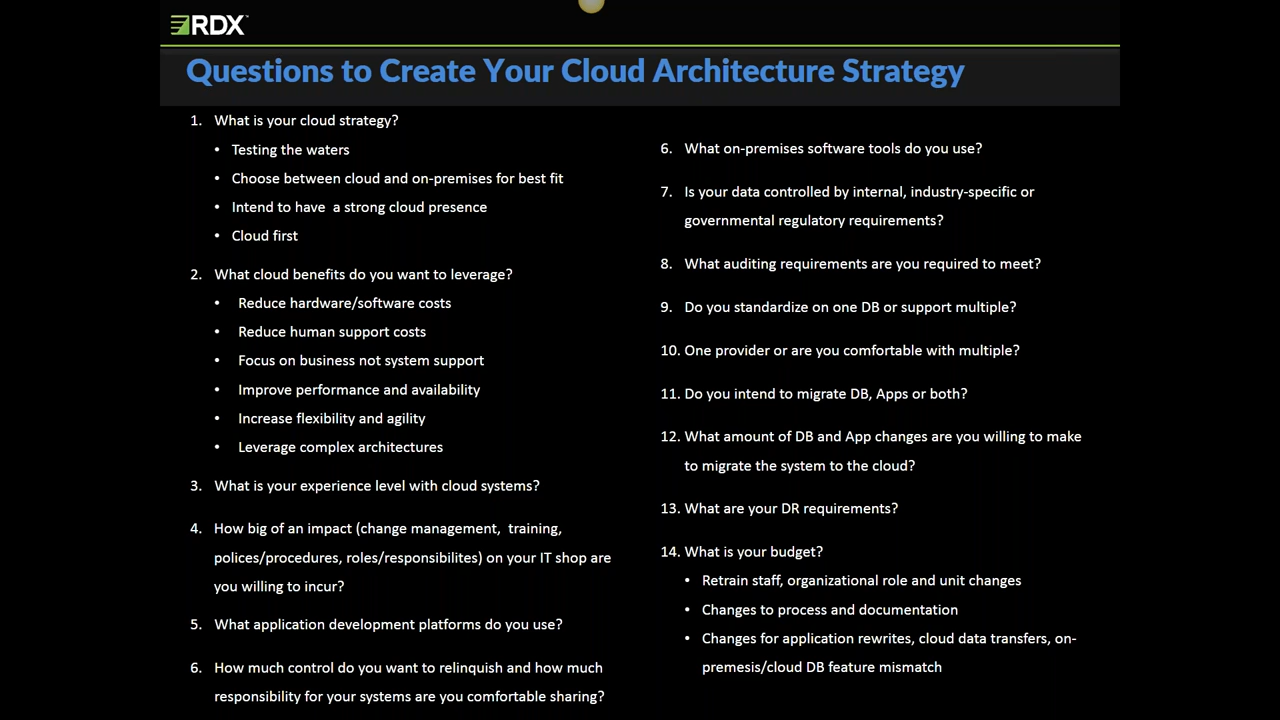 RDX
Questions to Create Your Cloud Architecture Strategy
1. What is your cloud strategy?
• Testing the waters
• Choose between cloud and on-premises for best fit
• Intend to have a strong cloud presence
• Cloud first
2. What cloud benefits do you want to leverage?
• Reduce hardware/software costs
• Reduce human support costs
• Focus on business not system support
• Improve performance and availability
• Increase flexibility and agility
• Leverage complex architectures
3. What is your experience level with cloud systems?
4. How big of an impact (change management, training,
polices/procedures, roles/responsibilites) on your IT shop are
you willing to incur?
5. What application development platforms do you use?
6. How much control do you want to relinquish and how much
responsibility for your systems are you comfortable sharing?
6. What on-premises software tools do you use?
7. Is your data controlled by internal, industry-specific or
governmental regulatory requirements?
8. What auditing requirements are you required to meet?
9. Do you standardize on one DB or support multiple?
10. One provider or are you comfortable with multiple?
11. Do you intend to migrate DB, Apps or both?
12. What amount of DB and App changes are you willing to make
to migrate the system to the cloud?
13. What are your DR requirements?
14. What is your budget?
• Retrain staff, organizational role and unit changes
• Changes to process and documentation
• Changes for application rewrites, cloud data transfers, on-
premesis/cloud DB feature mismatch